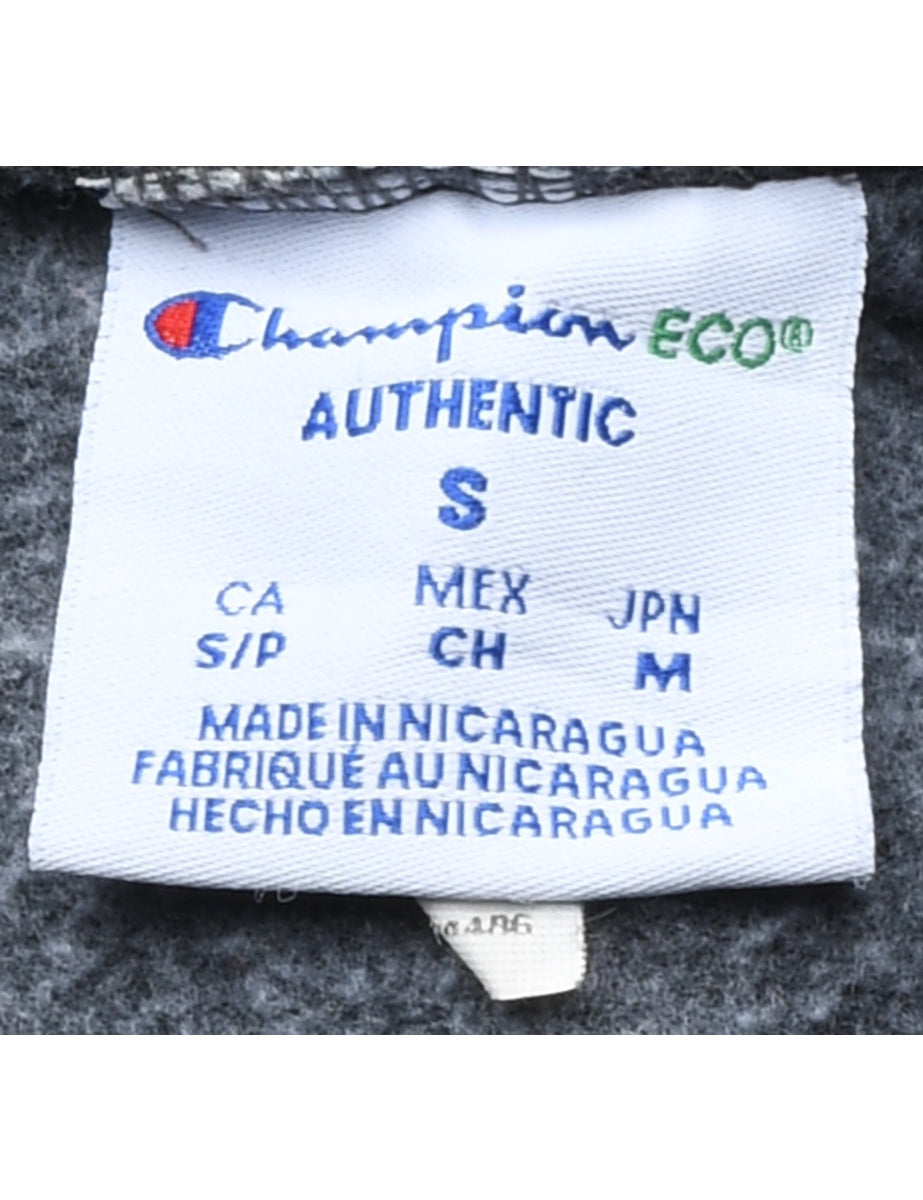 Champion ECO®
AUTHENTIC
S
CA MEX JPN
S/P CH M
MADE IN NICARAGUA
FABRIQUÉ AU NICARAGUA
HECHO EN NICARAGUA